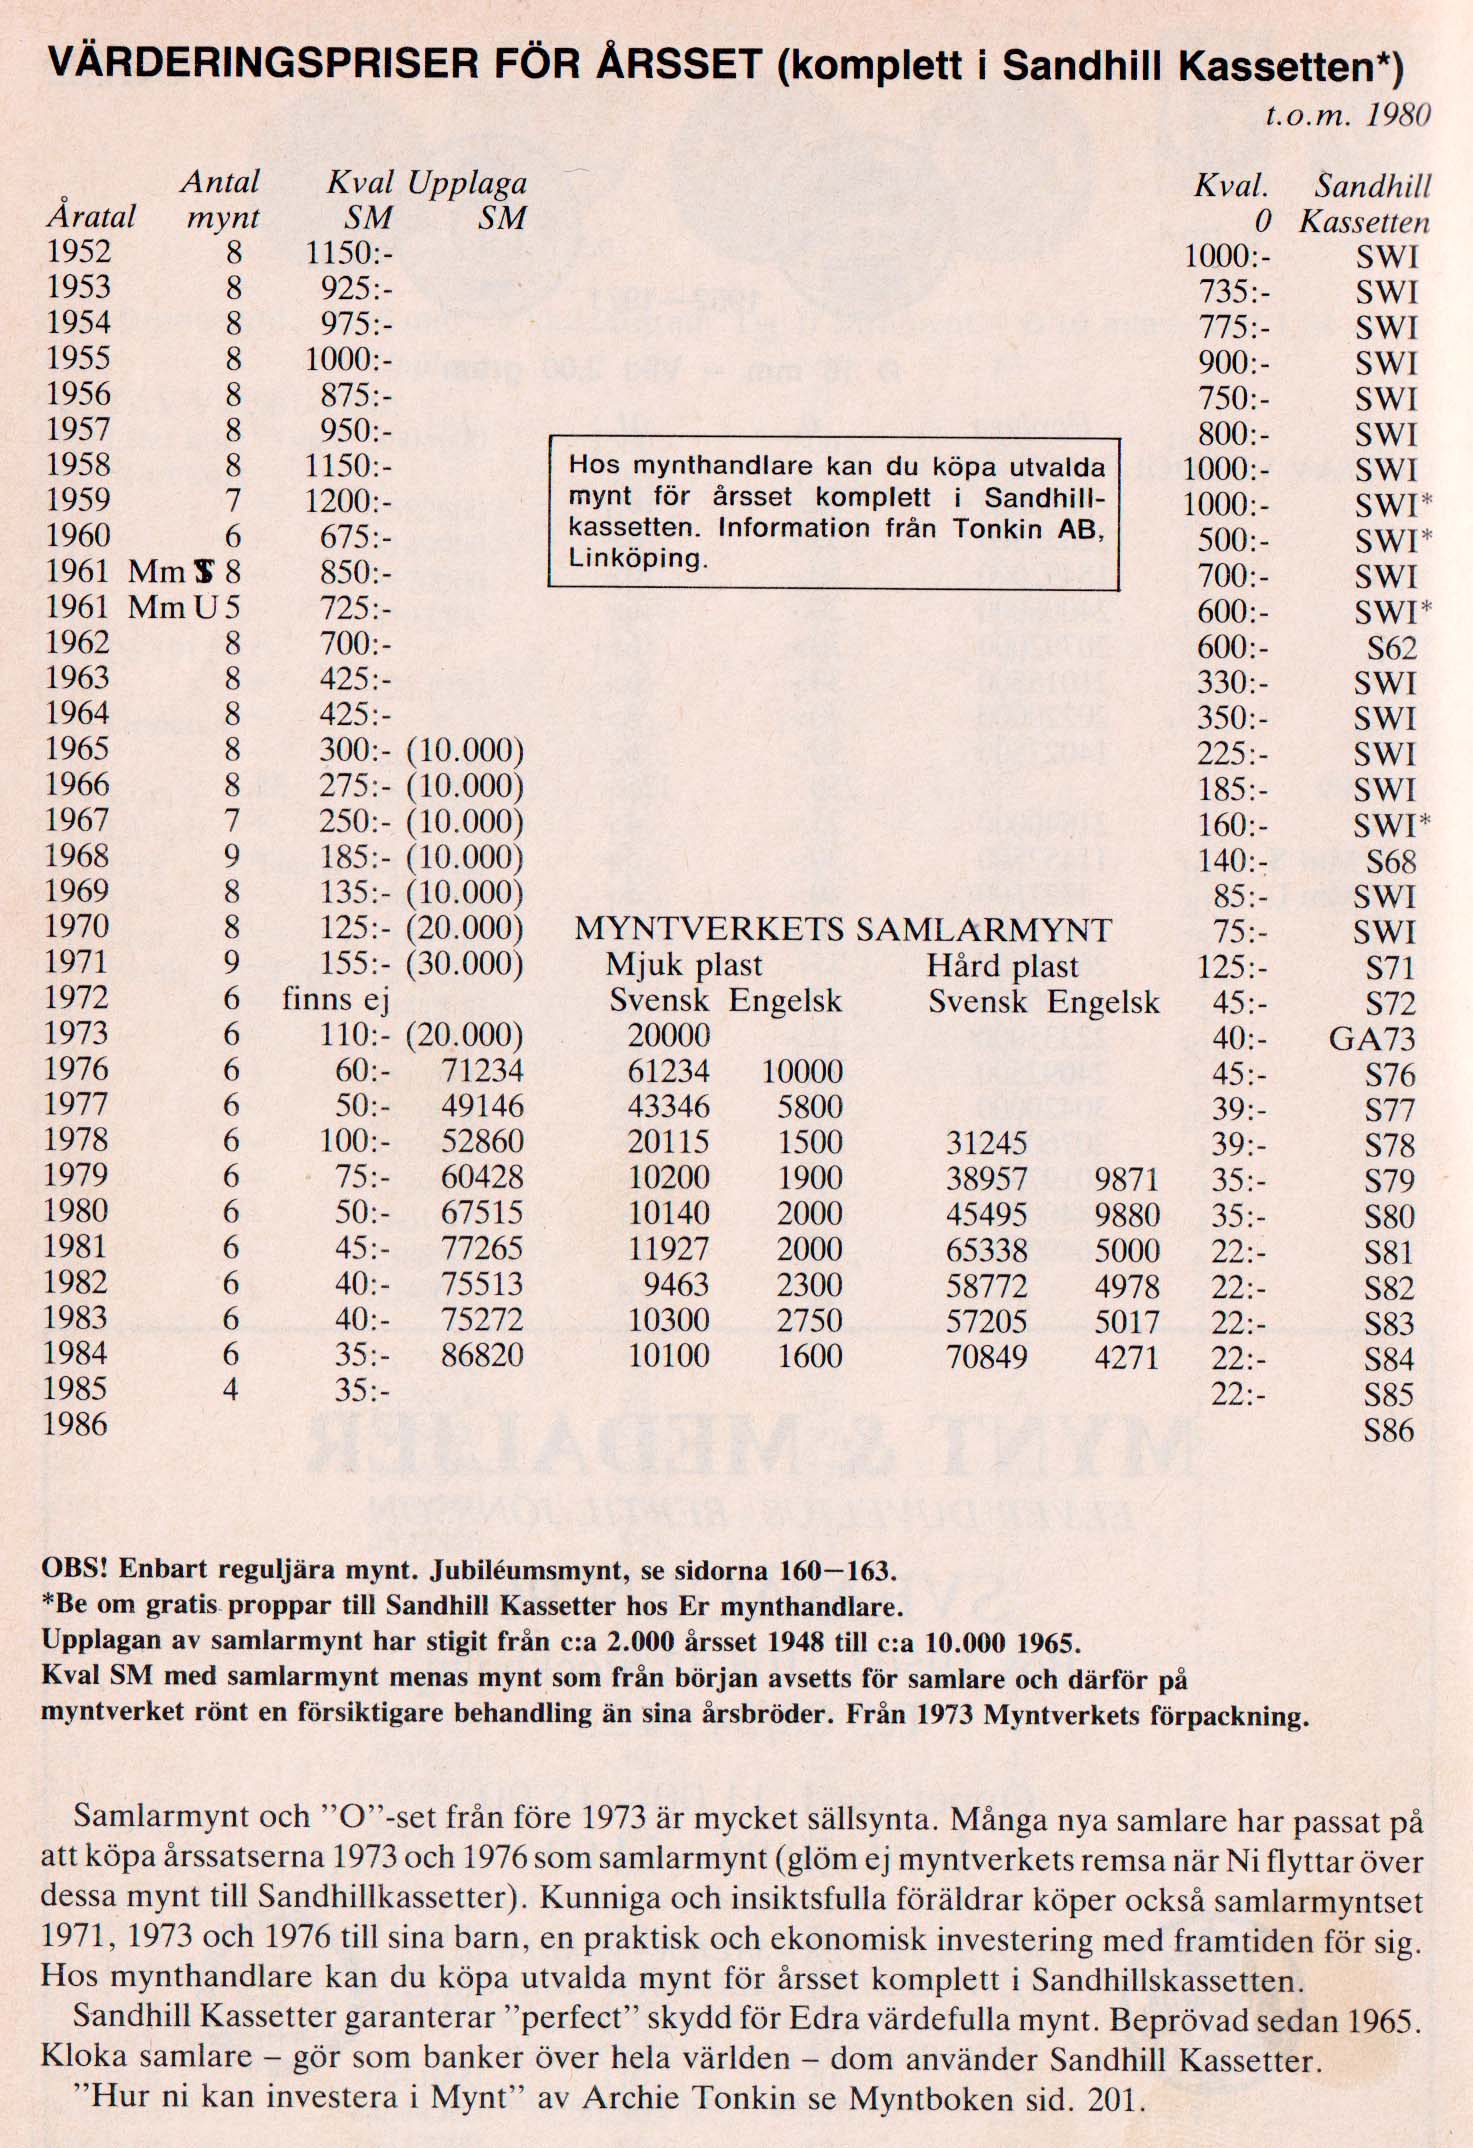 VÄRDERINGSPRISER FÖR ÅRSSET (komplett i Sandhill Kassetten*)
t.o.m. 1980
Antal Kval Upplaga Kval. Sandhill
Åratal mynt SM SM 0 Kassetten
1952 8 1150:- 1000:- SWI
1953 8 925:- 735:- SWI
1954 8 975:- 775:- SWI
1955 8 1000:- 900:- SWI
1956 8 875:- 750:- SWI
1957 8 950:- 800:- SWI
1958 8 1150:- 1000:- SWI
1959 7 1200:- 1000:- SWI*
1960 6 675:- 500:- SWI*
1961 Mm TS 8 850:- 700:- SWI
1961 Mm U 5 725:- 600:- SWI*
Hos mynthandlare kan du köpa utvalda
mynt för årsset komplett i Sandhill-
kassetten. Information från Tonkin AB,
Linköping.
1962 8 700:- 600:- S62
1963 8 425:- 330:- SWI
1964 8 425:- 350:- SWI
1965 8 300:- (10.000) 225:- SWI
1966 8 275:- (10.000) 185:- SWI
1967 7 250:- (10.000) 160:- SWI*
1968 9 185:- (10.000) 140:- S68
1969 8 135:- (10.000) 85:- SWI
1970 8 125:- (20.000) MYNTVERKETS SAMLARMYNT 75:- SWI
1971 9 155:- (30.000) Mjuk plast Hård plast 125:- S71
1972 6 finns ej Svensk Engelsk Svensk Engelsk 45:- S72
1973 6 110:- (20.000) 20000 40:- GA73
1976 6 60:- 71234 61234 10000 45:- S76
1977 6 50:- 49146 43346 5800 39:- S77
1978 6 100:- 52860 20115 1500 31245 39:- S78
1979 6 75:- 60428 10200 1900 38957 9871 35:- S79
1980 6 50:- 67515 10140 2000 45495 9880 35:- S80
1981 6 45:- 77265 11927 2000 65338 5000 22:- S81
1982 6 40:- 75513 9463 2300 58772 4978 22:- S82
1983 6 40:- 75272 10300 2750 57205 5017 22:- S83
1984 6 35:- 86820 10100 1600 70849 4271 22:- S84
1985 4 35:- 22:- S85
1986 S86
OBS! Enbart reguljära mynt. Jubiléumsmynt, se sidorna 160–163.
*Be om gratis proppar till Sandhill Kassetter hos Er mynthandlare.
Upplagan av samlarmynt har stigit från c:a 2.000 årsset 1948 till c:a 10.000 1965.
Kval SM med samlarmynt menas mynt som från början avsetts för samlare och därför på
myntverket rönt en försiktigare behandling än sina årsbröder. Från 1973 Myntverkets förpackning.
Samlarmynt och ”O”-set från före 1973 är mycket sällsynta. Många nya samlare har passat på
att köpa årssatserna 1973 och 1976 som samlarmynt (glöm ej myntverkets remsa när Ni flyttar över
dessa mynt till Sandhillkassetter). Kunniga och insiktsfulla föräldrar köper också samlarmyntset
1971, 1973 och 1976 till sina barn, en praktisk och ekonomisk investering med framtiden för sig.
Hos mynthandlare kan du köpa utvalda mynt för årsset komplett i Sandhillskassetten.
Sandhill Kassetter garanterar ”perfect” skydd för Edra värdefulla mynt. Beprövad sedan 1965.
Kloka samlare – gör som banker över hela världen – dom använder Sandhill Kassetter.
”Hur ni kan investera i Mynt” av Archie Tonkin se Myntboken sid. 201.